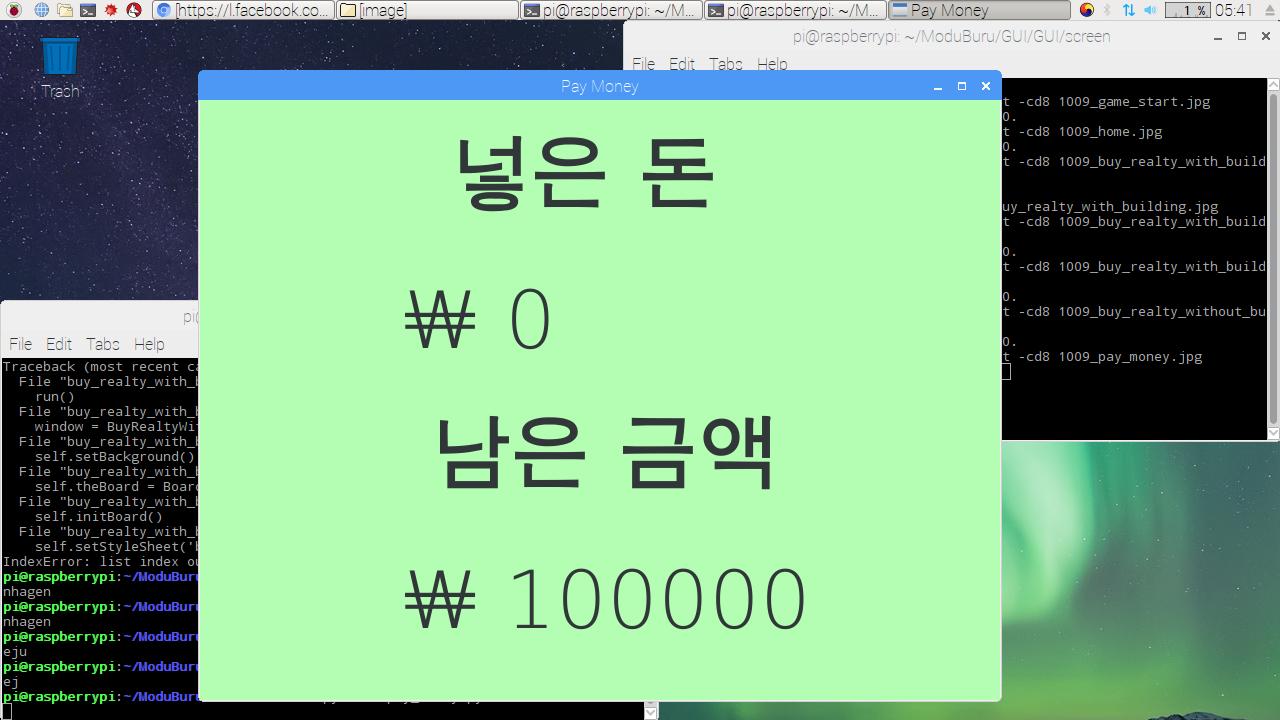 [https://l.facebook.co...
[image]
pi@raspberrypi: ~/M...
pi@raspberrypi: ~/M...
Pay Money
1 %
05:41
Trash
pi@raspberrypi: ~/ModuBuru/GUI/GUI/screen
File Edit Tabs Help
t -cd8 1009_game_start.jpg
0.
t -cd8 1009_home.jpg
0.
t -cd8 1009_buy_realty_with_build
uy_realty_with_building.jpg
t -cd8 1009_buy_realty_with_build
0.
t -cd8 1009_buy_realty_with_build
0.
t -cd8 1009_buy_realty_without_bu
0.
t -cd8 1009_pay_money.jpg
Pay Money
넣은 돈
₩ 0
남은 금액
₩ 100000
File Edit Tabs Help
Traceback (most recent ca
File "buy_realty_with_b
run()
File "buy_realty_with_b
window = BuyRealtyWi
File "buy_realty_with_b
self.setBackground()
File "buy_realty_with_b
self.theBoard = Boar
File "buy_realty_with_b
self.initBoard()
File "buy_realty_with_b
self.setStyleSheet('b
IndexError: list index ou
pi@raspberrypi:~/ModuBuru
nhagen
pi@raspberrypi:~/ModuBuru
nhagen
pi@raspberrypi:~/ModuBuru
eju
pi@raspberrypi:~/ModuBuru
ej
pi@raspberrypi:~/ModuBuru